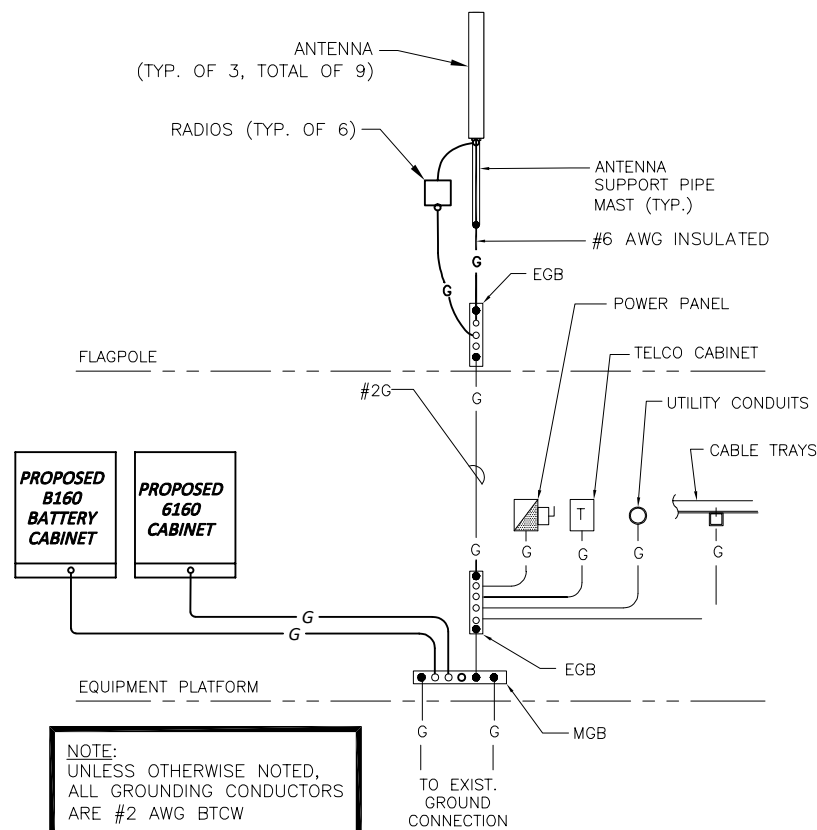 ANTENNA
(TYP. OF 3, TOTAL OF 9)
RADIOS (TYP. OF 6)
ANTENNA
SUPPORT PIPE
MAST (TYP.)
#6 AWG INSULATED
G
G
EGB
POWER PANEL
FLAGPOLE
TELCO CABINET
#2G
G
UTILITY CONDUITS
CABLE TRAYS
PROPOSED
B160
BATTERY
CABINET
PROPOSED
6160
CABINET
T
G
G
G
G
G
G
G
EGB
EQUIPMENT PLATFORM
MGB
G
G
NOTE:
UNLESS OTHERWISE NOTED,
ALL GROUNDING CONDUCTORS
ARE #2 AWG BTCW
TO EXIST.
GROUND
CONNECTION